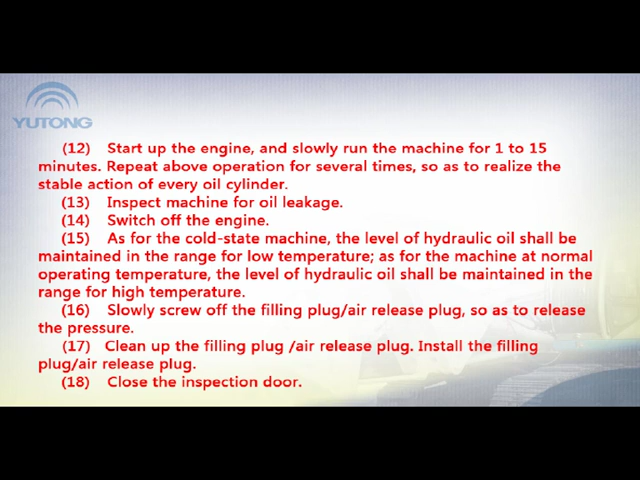 YUTONG
(12) Start up the engine, and slowly run the machine for 1 to 15
minutes. Repeat above operation for several times, so as to realize the
stable action of every oil cylinder.
(13) Inspect machine for oil leakage.
(14) Switch off the engine.
(15) As for the cold-state machine, the level of hydraulic oil shall be
maintained in the range for low temperature; as for the machine at normal
operating temperature, the level of hydraulic oil shall be maintained in the
range for high temperature.
(16) Slowly screw off the filling plug/air release plug, so as to release
the pressure.
(17) Clean up the filling plug /air release plug. Install the filling
plug/air release plug.
(18) Close the inspection door.